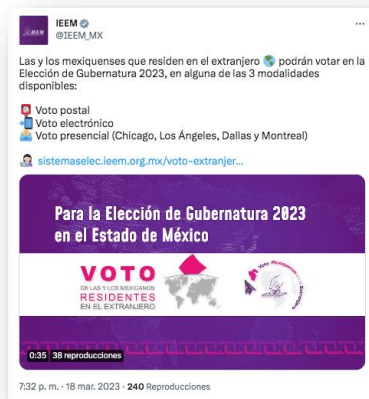 IEEM
@IEEM_MX
Las y los mexiquenses que residen en el extranjero 🌎 podrán votar en la
Elección de Gubernatura 2023, en alguna de las 3 modalidades
disponibles:
Voto postal
Voto electrónico
Voto presencial (Chicago, Los Ángeles, Dallas y Montreal)
sistemaselec.ieem.org.mx/voto-extranjer...
Para la Elección de Gubernatura 2023
en el Estado de México
VOTO
DE LAS Y LOS MEXICANOS
RESIDENTES
EN EL EXTRANJERO
0:35 38 reproducciones
7:32 p. m. · 18 mar. 2023 · 240 Reproducciones